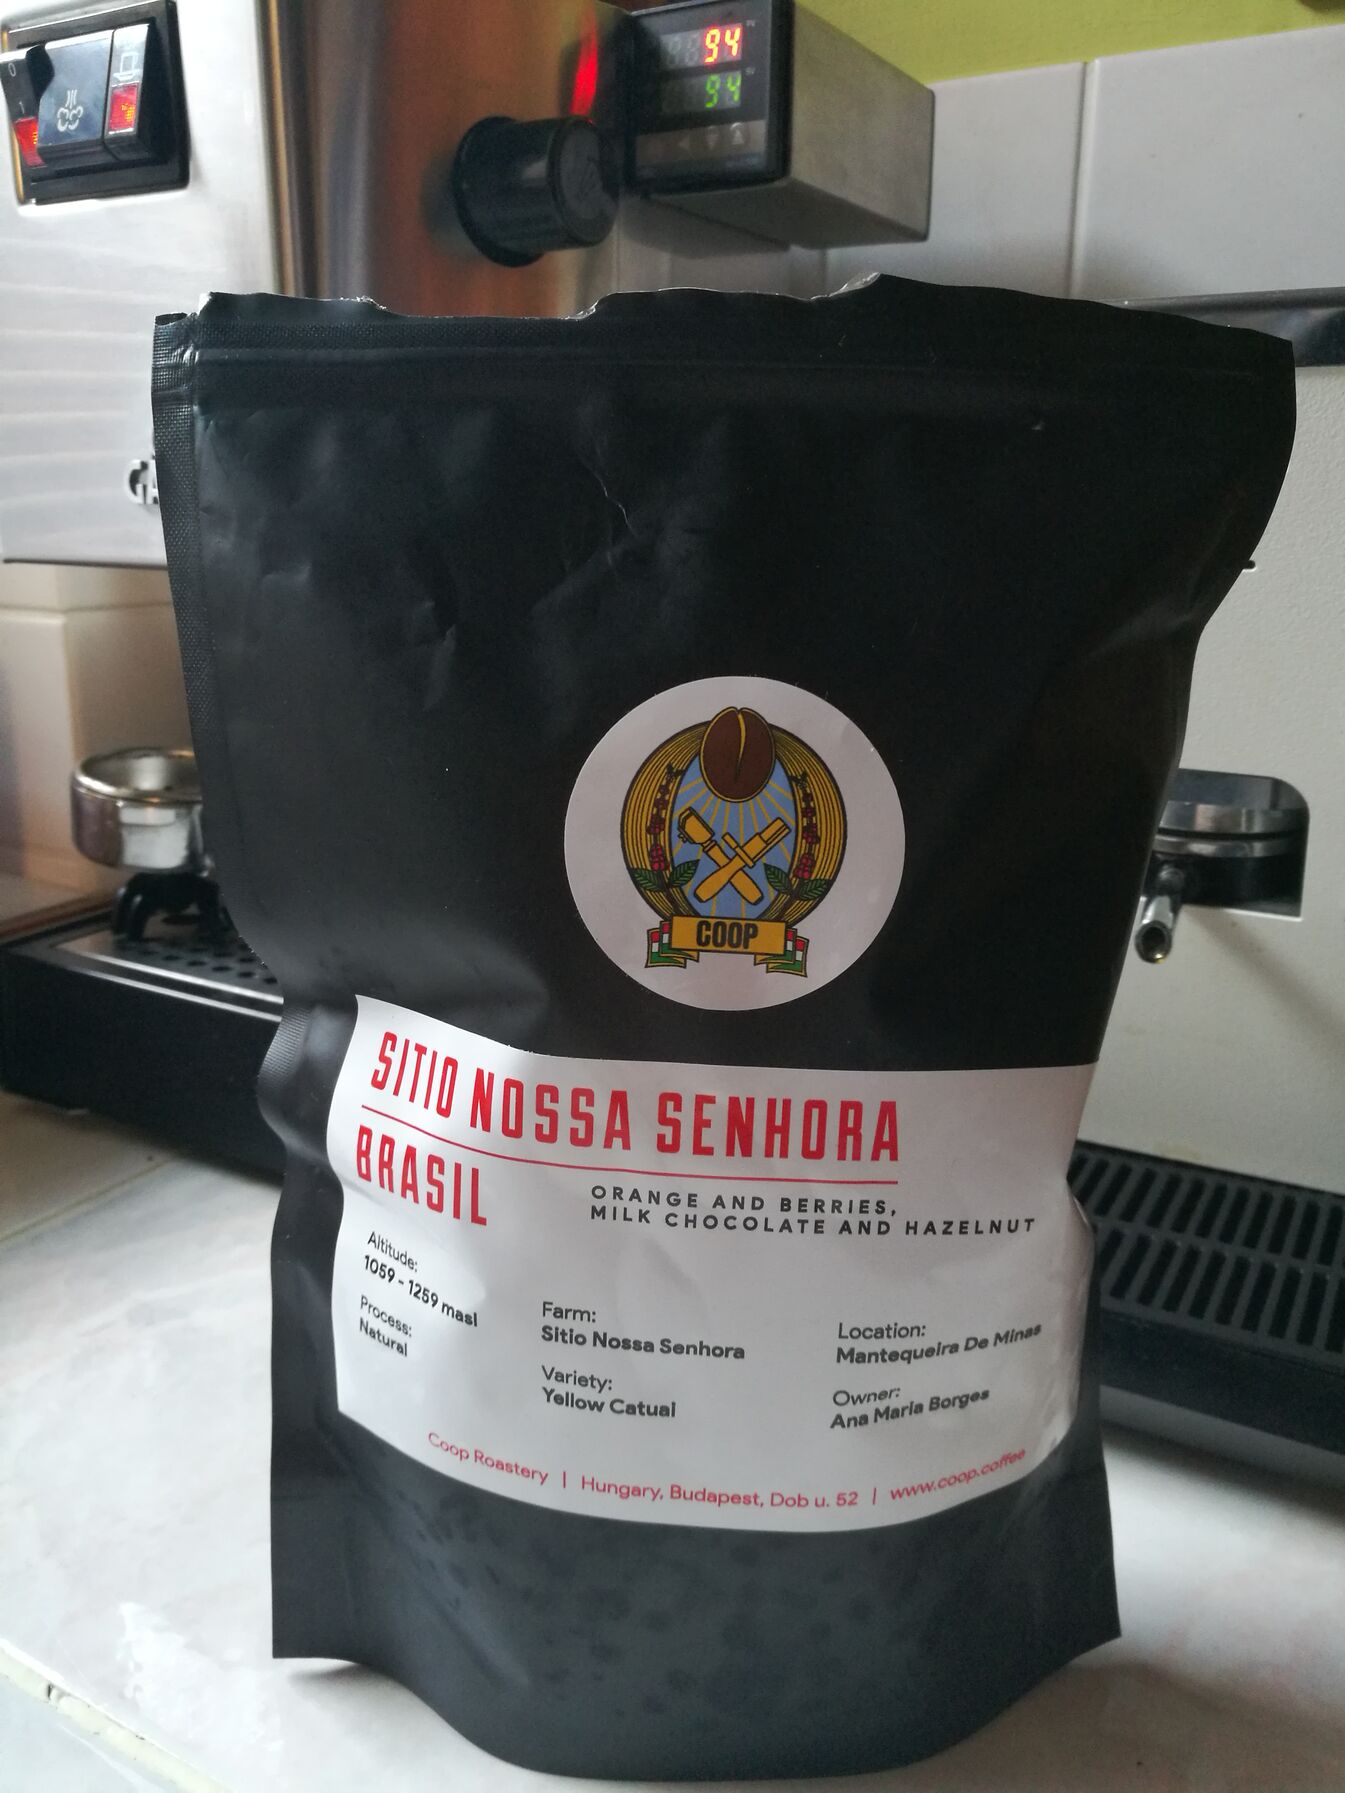 94
94
GA
COOP
SITIO NOSSA SENHORA
BRASIL
ORANGE AND BERRIES,
MILK CHOCOLATE AND HAZELNUT
Altitude:
1059 - 1259 masl
Process:
Natural
Farm:
Sitio Nossa Senhora
Variety:
Yellow Catuai
Location:
Mantequeira De Minas
Owner:
Ana Maria Borges
Coop Roastery | Hungary, Budapest, Dob u. 52 | www.coop.coffee